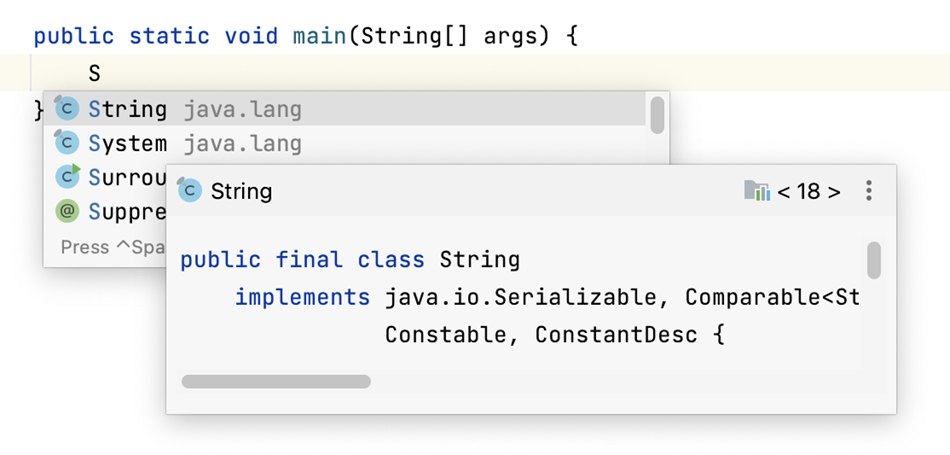 public static void main(String[] args) {
S
}
String java.lang
System java.lang
Surrou
Suppre
Press ^Spa
String
< 18 >
public final class String
implements java.io.Serializable, Comparable<St
Constable, ConstantDesc {